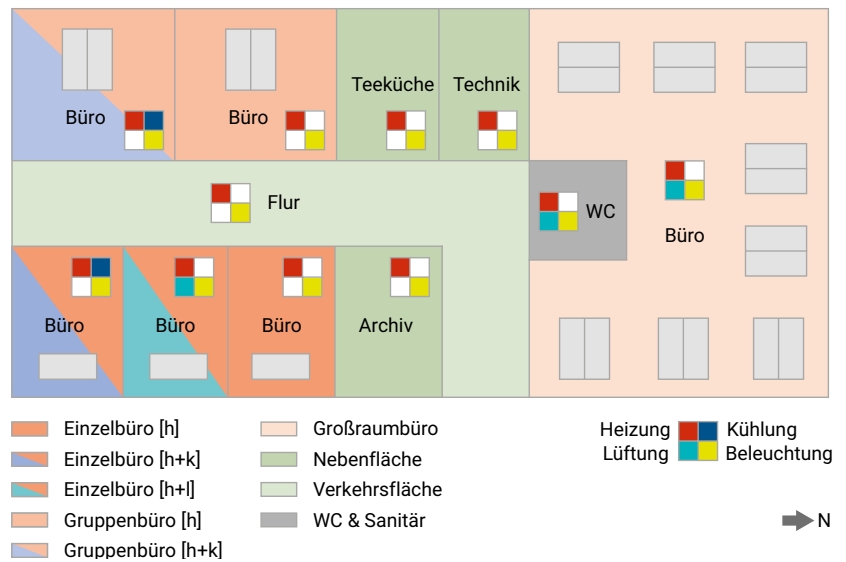 Teeküche Technik
Büro Büro
Flur
WC
Büro
Büro Büro Büro Archiv
Einzelbüro [h]
Einzelbüro [h+k]
Einzelbüro [h+l]
Gruppenbüro [h]
Gruppenbüro [h+k]
Großraumbüro
Nebenfläche
Verkehrsfläche
WC & Sanitär
Heizung Kühlung
Lüftung Beleuchtung
N